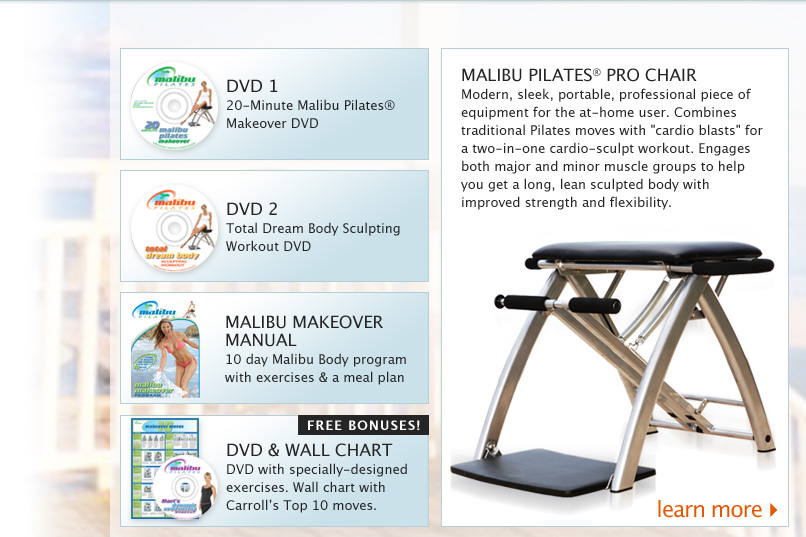 malibu
PILATES
20
malibu
pilates
makeover
DVD 1
20-Minute Malibu Pilates®
Makeover DVD
malibu
PILATES
total
dream body
SCULPTING
WORKOUT
DVD 2
Total Dream Body Sculpting
Workout DVD
malibu
PILATES
malibu
makeover
PROGRAM
MALIBU MAKEOVER
MANUAL
10 day Malibu Body program
with exercises & a meal plan
FREE BONUSES!
malibu
PILATES
DVD & WALL CHART
DVD with specially-designed
exercises. Wall chart with
Carroll's Top 10 moves.
MALIBU PILATES® PRO CHAIR
Modern, sleek, portable, professional piece of
equipment for the at-home user. Combines
traditional Pilates moves with "cardio blasts" for
a two-in-one cardio-sculpt workout. Engages
both major and minor muscle groups to help
you get a long, lean sculpted body with
improved strength and flexibility.
learn more